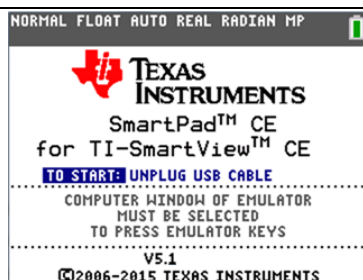 NORMAL FLOAT AUTO REAL RADIAN MP
TEXAS
INSTRUMENTS
SmartPad™ CE
for TI-SmartView™ CE
TO START: UNPLUG USB CABLE
COMPUTER WINDOW OF EMULATOR
MUST BE SELECTED
TO PRESS EMULATOR KEYS
V5.1
©2006-2015 TEXAS INSTRUMENTS